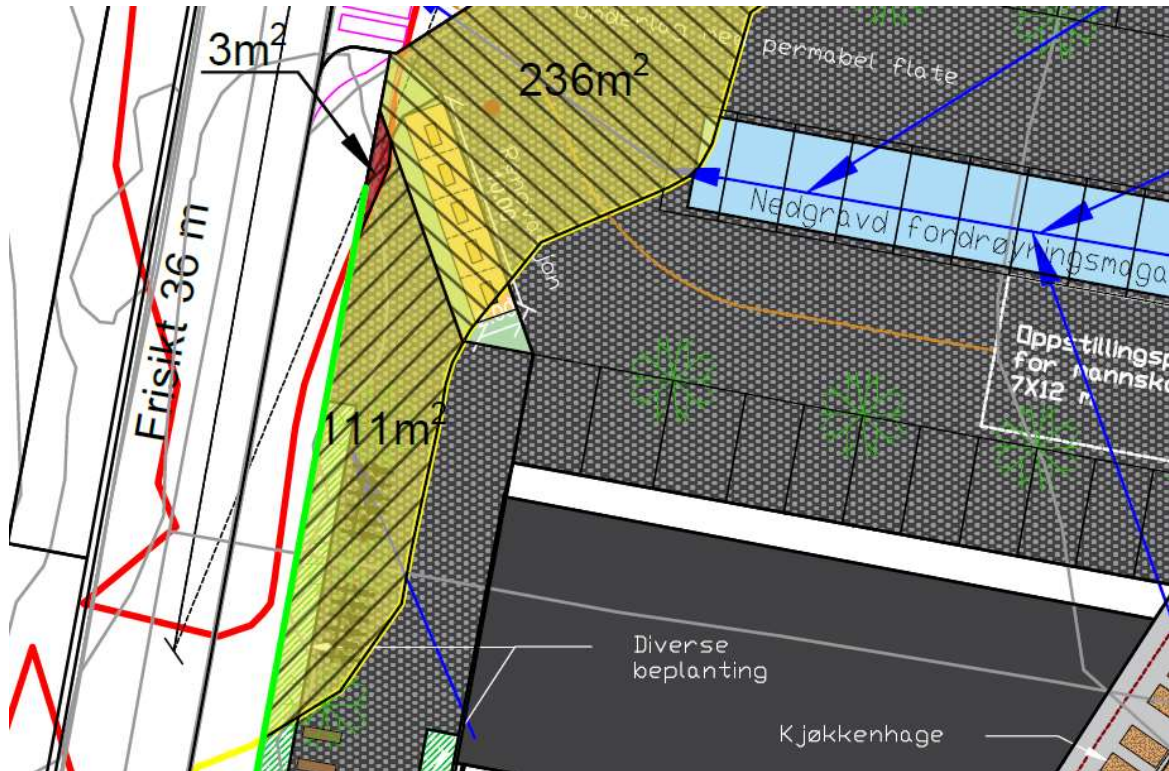 3m²
236m²
permabel flate
Nedgravd fordrøyningsmaga
Frisikt 36 m
Oppstillingsp
for mannsk
7X12 m
111m²
Diverse
beplanting
Kjøkkenhage